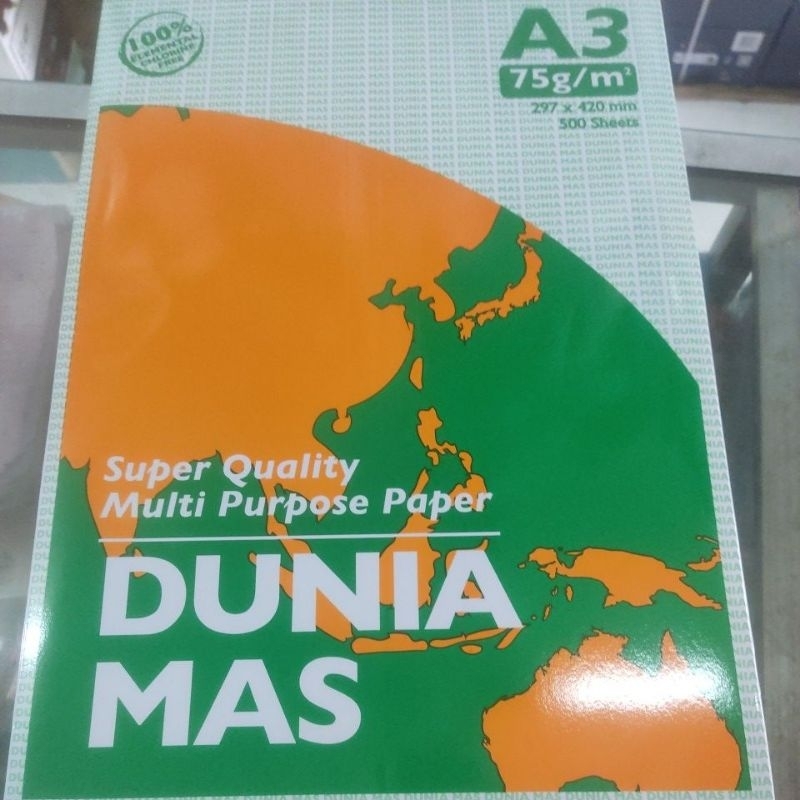 100%
ELEMENTAL
CHLORINE
FREE
A3
75g/m²
297 x 420 mm
500 Sheets
Super Quality
Multi Purpose Paper
DUNIA
MAS